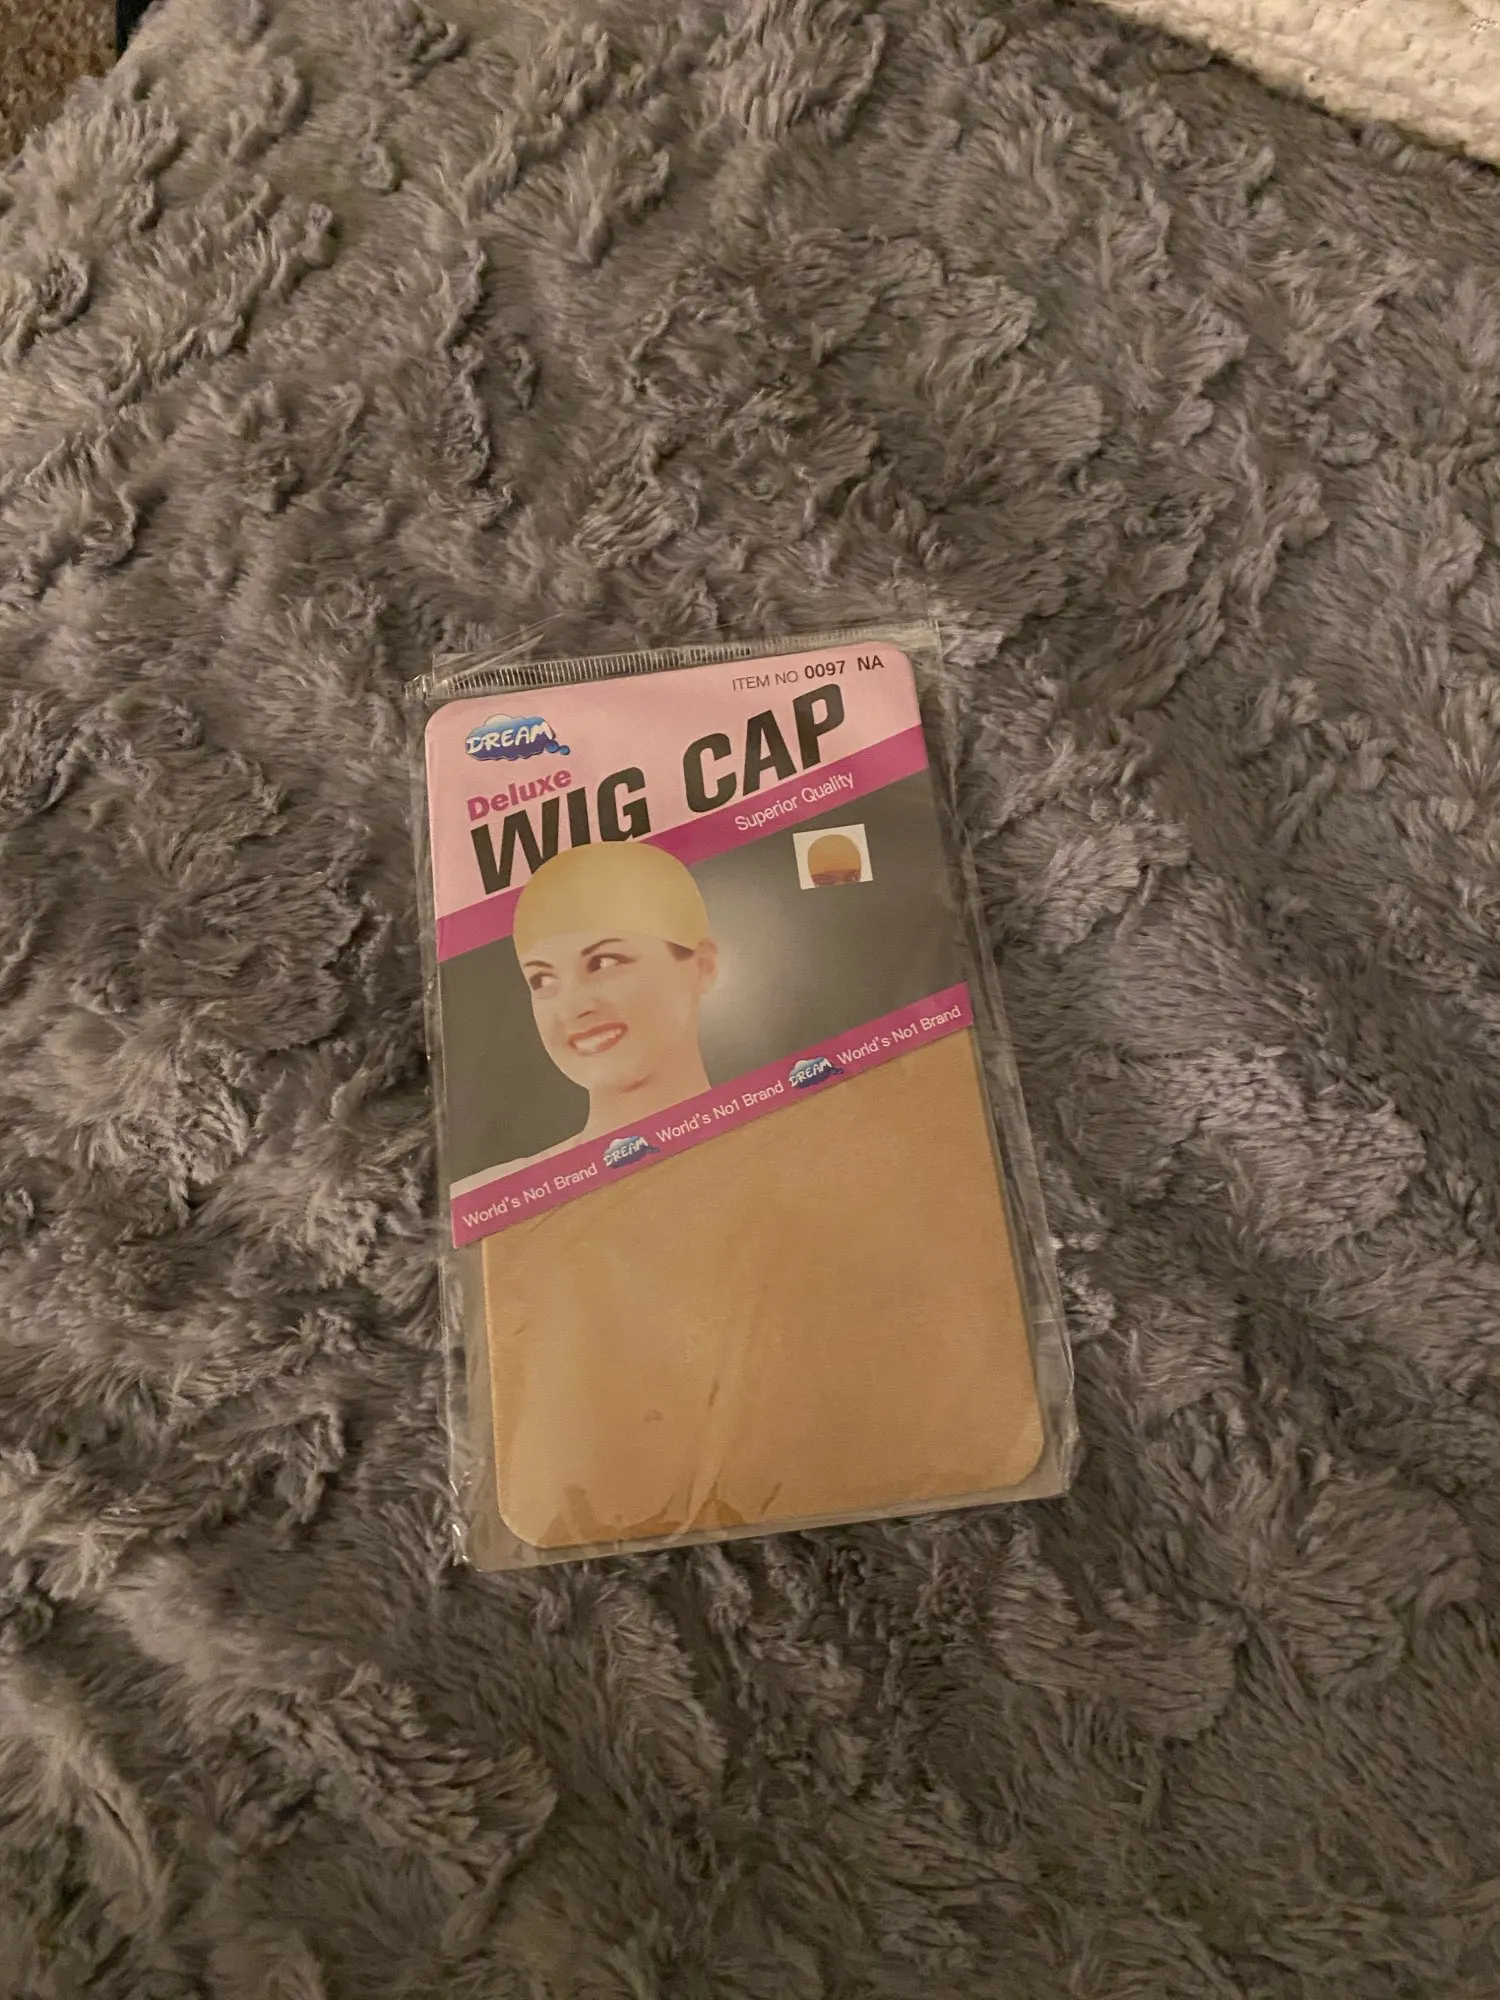 ITEM NO 0097 NA
DREAM
Deluxe
WIG CAP
Superior Quality
World's No1 Brand DREAM World's No1 Brand DREAM World's No1 Brand